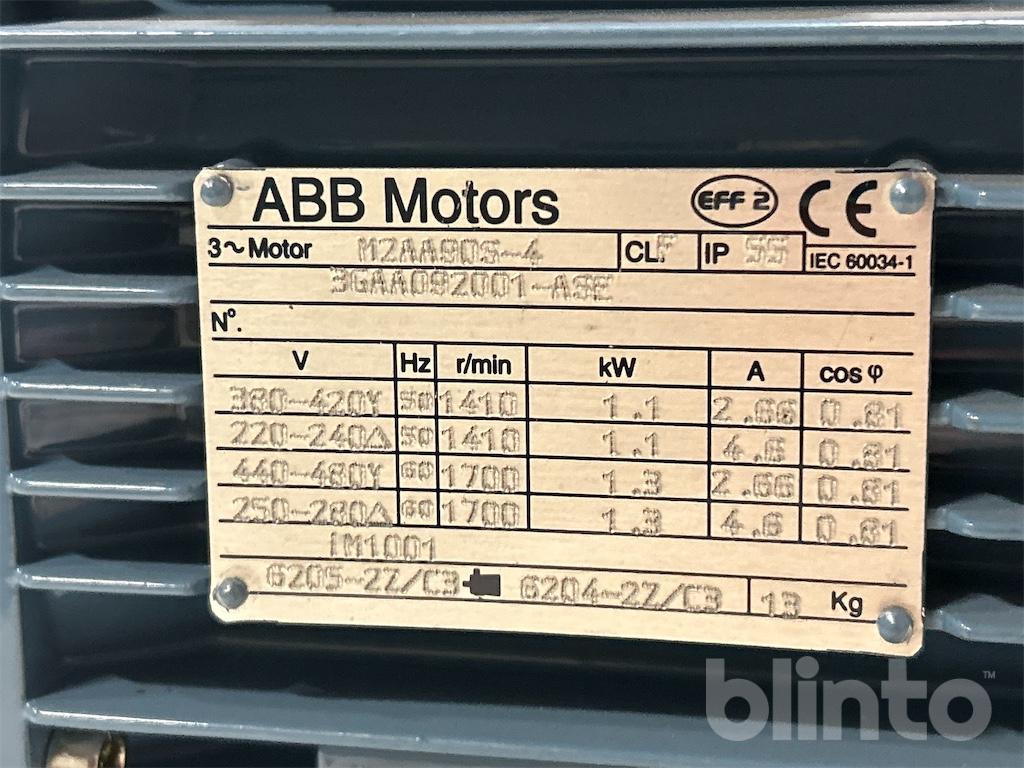 ABB Motors EFF 2 CE
3~Motor M2AA90S-4 CL.F IP 55 IEC 60034-1
3GAA092001-ASE
Nº.
V Hz r/min kW A cos φ
380-420Y 50 1410 1.1 2.66 0.81
220-240Δ 50 1410 1.1 4.6 0.81
440-480Y 60 1700 1.3 2.66 0.81
250-280Δ 60 1700 1.3 4.6 0.81
IM1001
6205-2Z/C3 6204-2Z/C3 13 Kg
blinto™